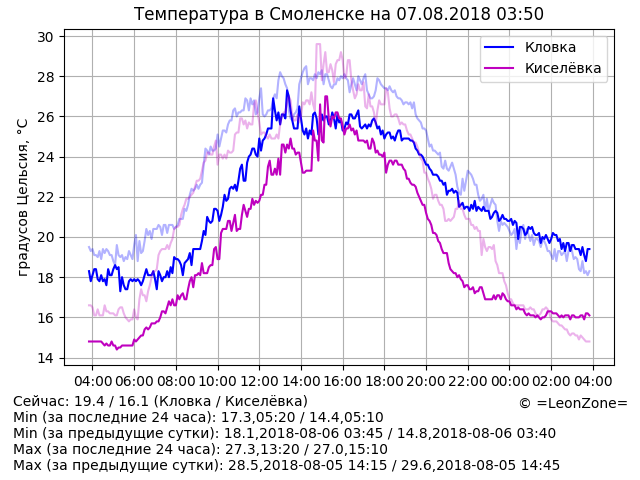 Температура в Смоленске на 07.08.2018 03:50
градусов Цельсия, °C
30
28
26
24
22
20
18
16
14
Кловка
Киселёвка
04:00 06:00 08:00 10:00 12:00 14:00 16:00 18:00 20:00 22:00 00:00 02:00 04:00
Сейчас: 19.4 / 16.1 (Кловка / Киселёвка)
© =LeonZone=
Min (за последние 24 часа): 17.3,05:20 / 14.4,05:10
Min (за предыдущие сутки): 18.1,2018-08-06 03:45 / 14.8,2018-08-06 03:40
Max (за последние 24 часа): 27.3,13:20 / 27.0,15:10
Max (за предыдущие сутки): 28.5,2018-08-05 14:15 / 29.6,2018-08-05 14:45